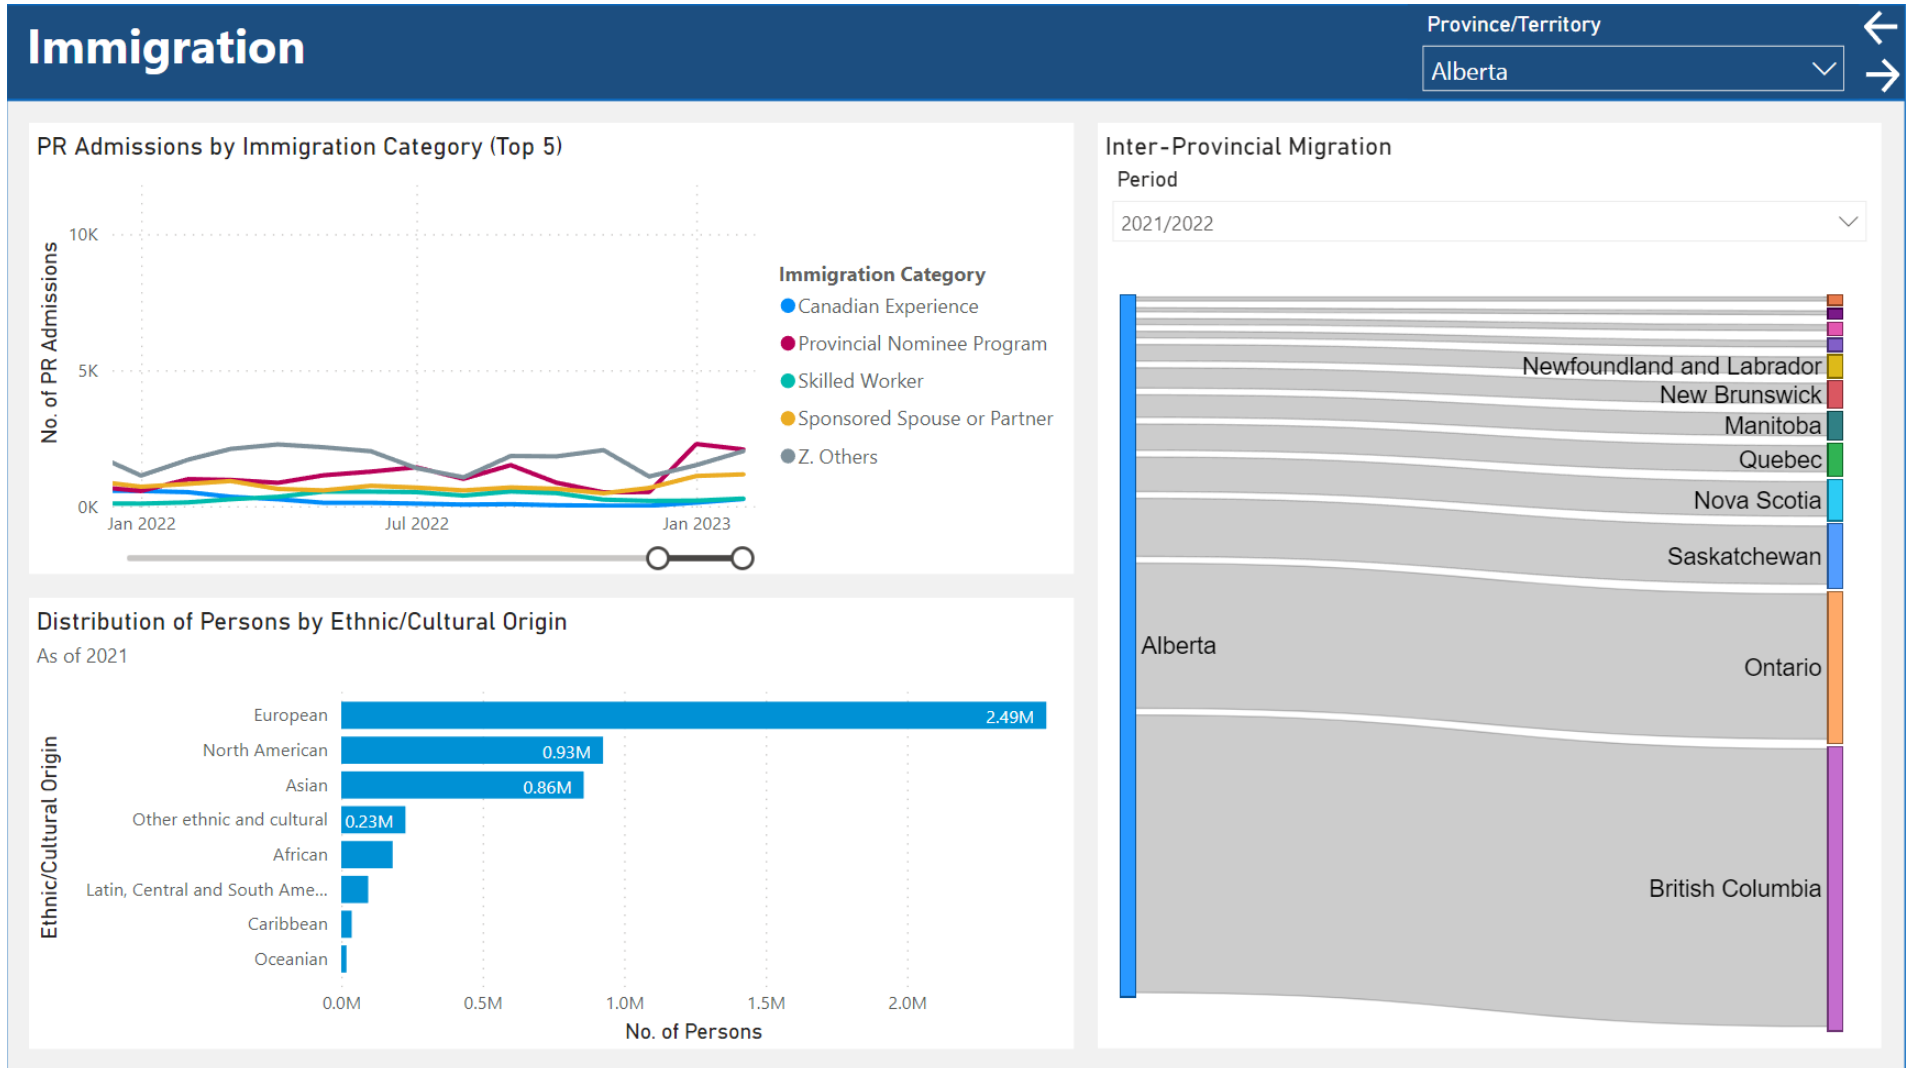 Immigration
Province/Territory
Alberta
PR Admissions by Immigration Category (Top 5)
No. of PR Admissions
10K
5K
0K
Jan 2022
Jul 2022
Jan 2023
Immigration Category
Canadian Experience
Provincial Nominee Program
Skilled Worker
Sponsored Spouse or Partner
Z. Others
Distribution of Persons by Ethnic/Cultural Origin
As of 2021
Ethnic/Cultural Origin
European
2.49M
North American
0.93M
Asian
0.86M
Other ethnic and cultural
0.23M
African
Latin, Central and South Ame...
Caribbean
Oceanian
0.0M
0.5M
1.0M
1.5M
2.0M
No. of Persons
Inter-Provincial Migration
Period
2021/2022
Newfoundland and Labrador
New Brunswick
Manitoba
Quebec
Nova Scotia
Saskatchewan
Alberta
Ontario
British Columbia